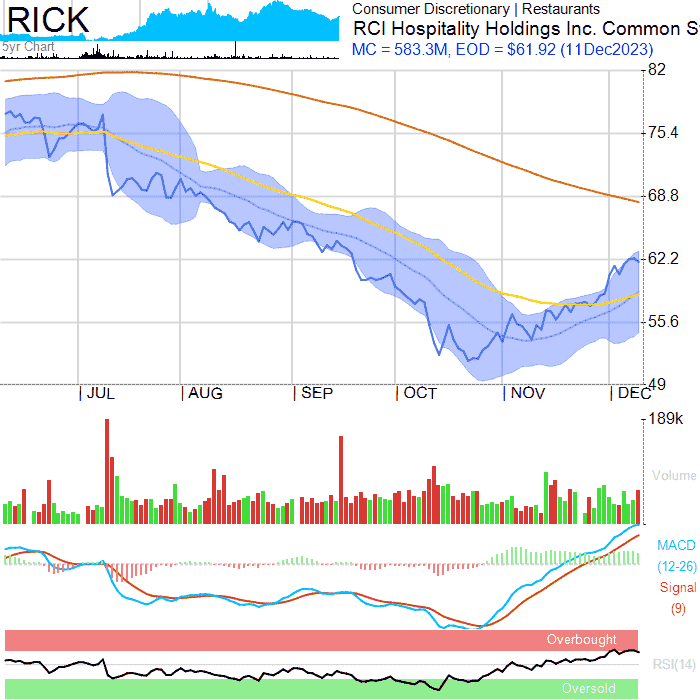 RICK
5yr Chart
Consumer Discretionary | Restaurants
RCI Hospitality Holdings Inc. Common S
MC = 583.3M, EOD = $61.92 (11Dec2023)
82
75.4
68.8
62.2
55.6
49
JUL AUG SEP OCT NOV DEC
189k
Volume
MACD
(12-26)
Signal
(9)
Overbought
RSI(14)
Oversold